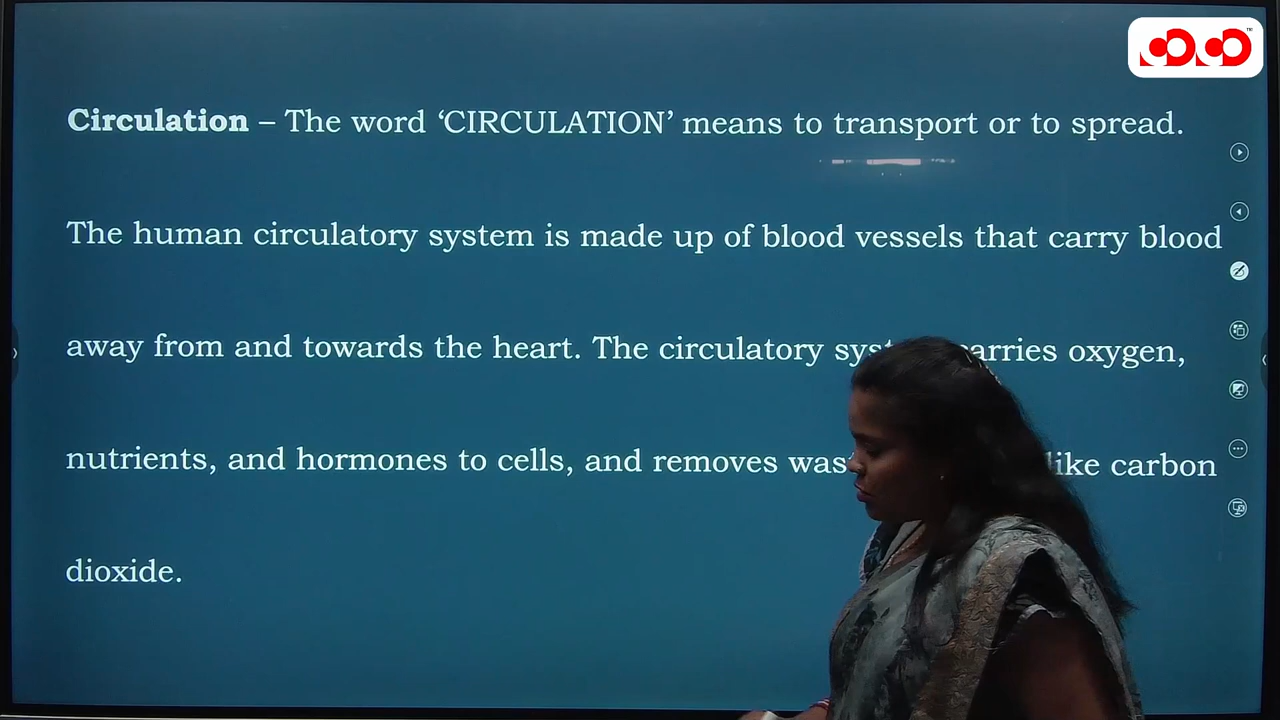 Circulation – The word ‘CIRCULATION’ means to transport or to spread.
The human circulatory system is made up of blood vessels that carry blood
away from and towards the heart. The circulatory carries oxygen,
nutrients, and hormones to cells, and removes like carbon
dioxide.